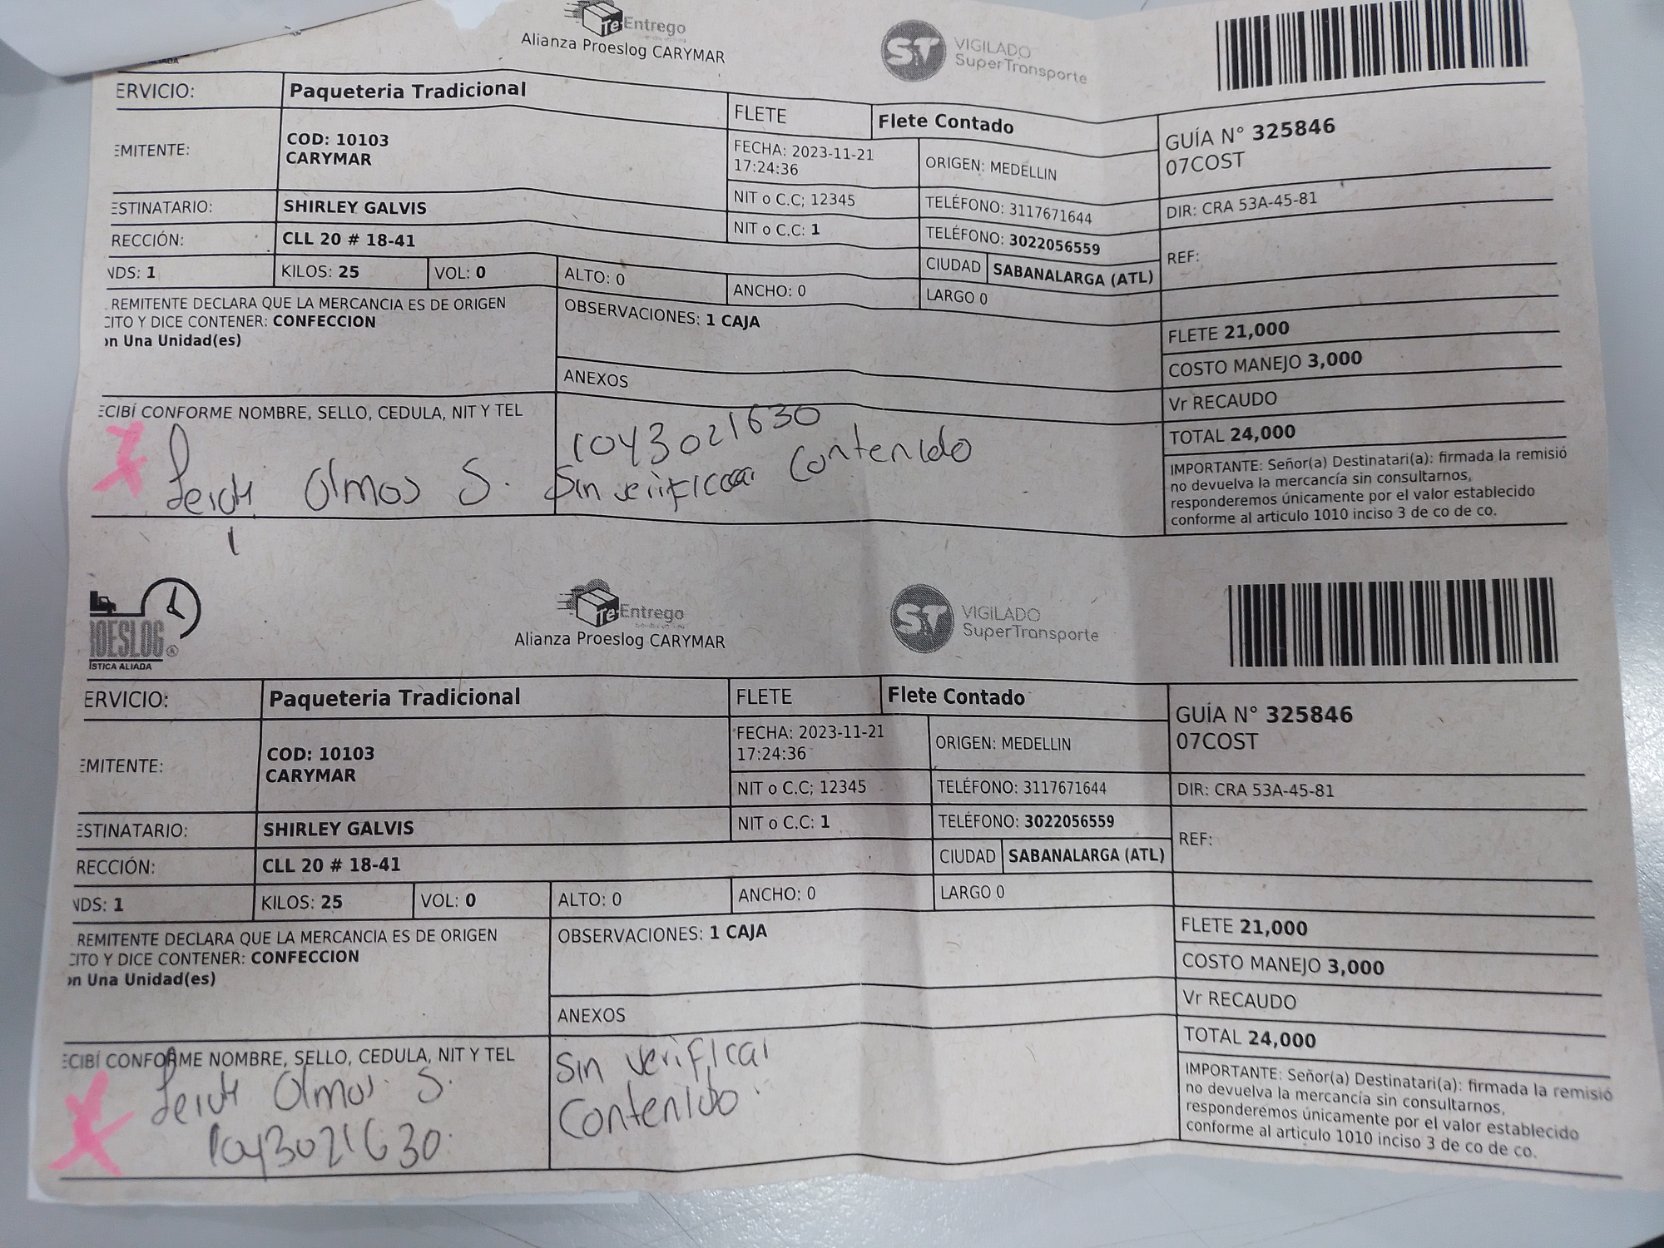 Te Entrego
Alianza Proeslog CARYMAR
ST VIGILADO
SuperTransporte
ERVICIO: Paqueteria Tradicional FLETE Flete Contado
GUÍA N° 325846
07COST
EMITENTE: COD: 10103
CARYMAR
FECHA: 2023-11-21
17:24:36
ORIGEN: MEDELLIN
NIT o C.C; 12345 TELÉFONO: 3117671644 DIR: CRA 53A-45-81
ESTINATARIO: SHIRLEY GALVIS NIT o C.C: 1 TELÉFONO: 3022056559
RECCIÓN: CLL 20 # 18-41 CIUDAD SABANALARGA (ATL) REF:
NDS: 1 KILOS: 25 VOL: 0 ALTO: 0 ANCHO: 0 LARGO 0
REMITENTE DECLARA QUE LA MERCANCIA ES DE ORIGEN
CITO Y DICE CONTENER: CONFECCION
on Una Unidad(es)
OBSERVACIONES: 1 CAJA
ANEXOS
FLETE 21,000
COSTO MANEJO 3,000
Vr RECAUDO
TOTAL 24,000
ECIBÍ CONFORME NOMBRE, SELLO, CEDULA, NIT Y TEL
Olmos S.
1043021630
Sin verificar Contenido
IMPORTANTE: Señor(a) Destinatari(a): firmada la remisió
no devuelva la mercancía sin consultarnos,
responderemos únicamente por el valor establecido
conforme al articulo 1010 inciso 3 de co de co.
ROESLOG ®
ISTICA ALIADA
Te Entrego
Alianza Proeslog CARYMAR
ST VIGILADO
SuperTransporte
ERVICIO: Paqueteria Tradicional FLETE Flete Contado
GUÍA N° 325846
07COST
EMITENTE: COD: 10103
CARYMAR
FECHA: 2023-11-21
17:24:36
ORIGEN: MEDELLIN
NIT o C.C; 12345 TELÉFONO: 3117671644 DIR: CRA 53A-45-81
ESTINATARIO: SHIRLEY GALVIS NIT o C.C: 1 TELÉFONO: 3022056559
RECCIÓN: CLL 20 # 18-41 CIUDAD SABANALARGA (ATL) REF:
NDS: 1 KILOS: 25 VOL: 0 ALTO: 0 ANCHO: 0 LARGO 0
REMITENTE DECLARA QUE LA MERCANCIA ES DE ORIGEN
CITO Y DICE CONTENER: CONFECCION
on Una Unidad(es)
OBSERVACIONES: 1 CAJA
ANEXOS
FLETE 21,000
COSTO MANEJO 3,000
Vr RECAUDO
TOTAL 24,000
ECIBÍ CONFORME NOMBRE, SELLO, CEDULA, NIT Y TEL
Olmos S.
1043021630
Sin verificar
Contenido
IMPORTANTE: Señor(a) Destinatari(a): firmada la remisió
no devuelva la mercancía sin consultarnos,
responderemos únicamente por el valor establecido
conforme al articulo 1010 inciso 3 de co de co.